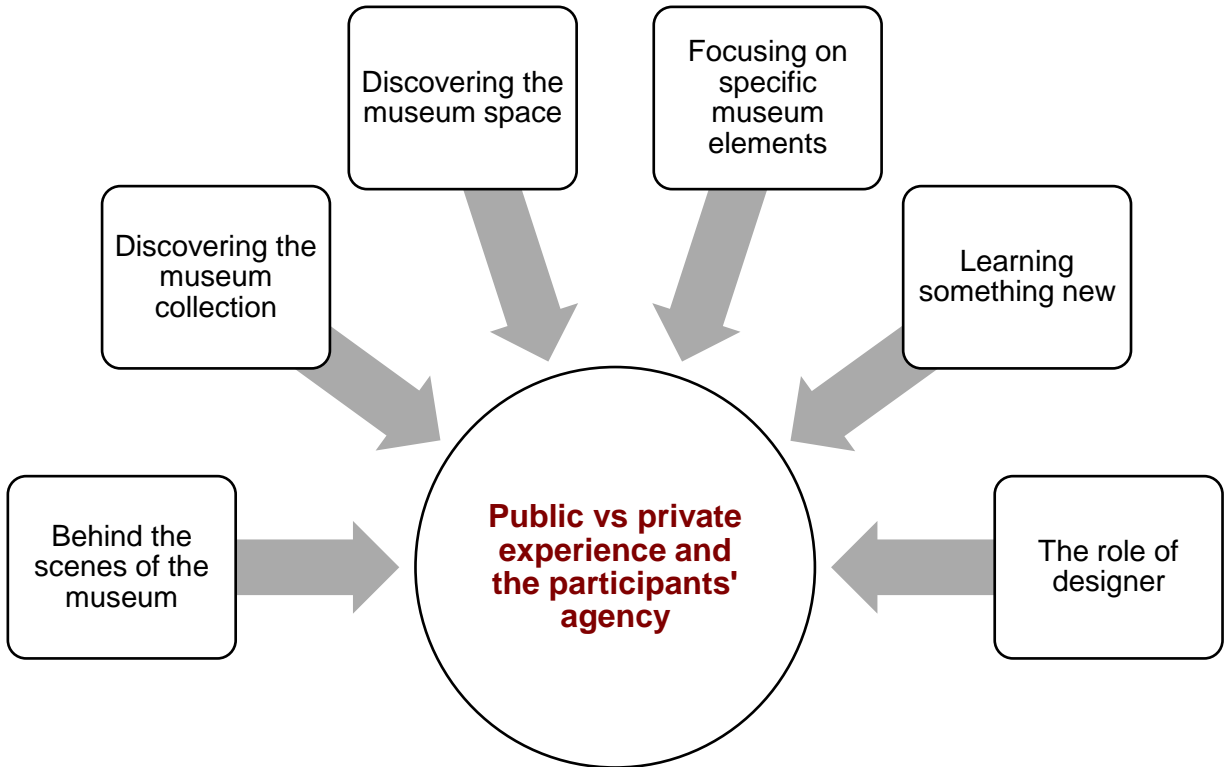 Focusing on
specific
museum
elements
Discovering the
museum space
Discovering the
museum
collection
Learning
something new
Behind the
scenes of the
museum
Public vs private
experience and
the participants'
agency
The role of
designer